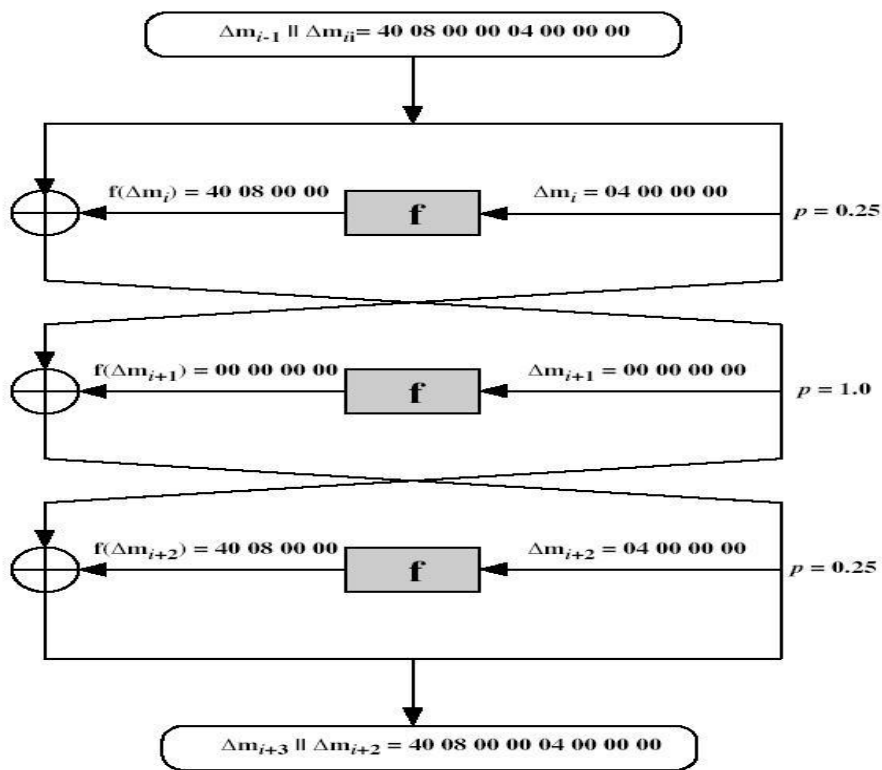 Δm_{i-1} || Δm_{ii}= 40 08 00 00 04 00 00 00
f(Δm_i) = 40 08 00 00
f
Δm_i = 04 00 00 00
p = 0.25
f(Δm_{i+1}) = 00 00 00 00
f
Δm_{i+1} = 00 00 00 00
p = 1.0
f(Δm_{i+2}) = 40 08 00 00
f
Δm_{i+2} = 04 00 00 00
p = 0.25
Δm_{i+3} || Δm_{i+2} = 40 08 00 00 04 00 00 00